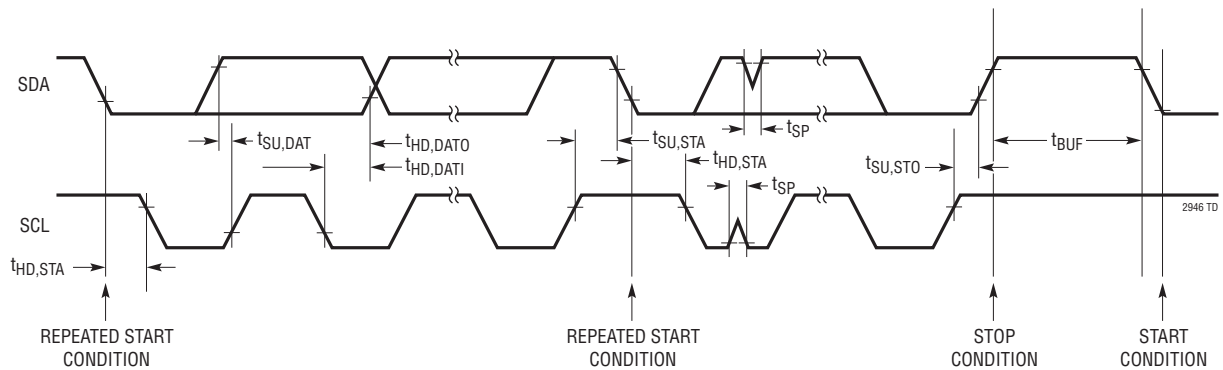 SDA
tSU,DAT
tHD,DATO
tHD,DATI
tSU,STA
tHD,STA
tSP
tSP
tSU,STO
tBUF
2946 TD
SCL
tHD,STA
REPEATED START
CONDITION
REPEATED START
CONDITION
STOP
CONDITION
START
CONDITION